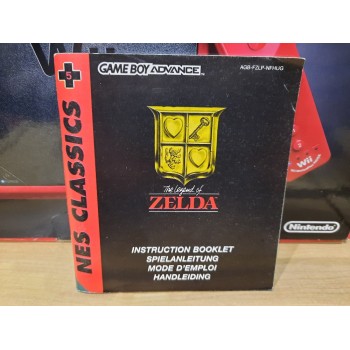 GAME BOY ADVANCE
AGB-FZLP-NFHUG
5
NES CLASSICS
The Legend of
ZELDA
INSTRUCTION BOOKLET
SPIELANLEITUNG
MODE D'EMPLOI
HANDLEIDING
Wii
Wii
Nintendo